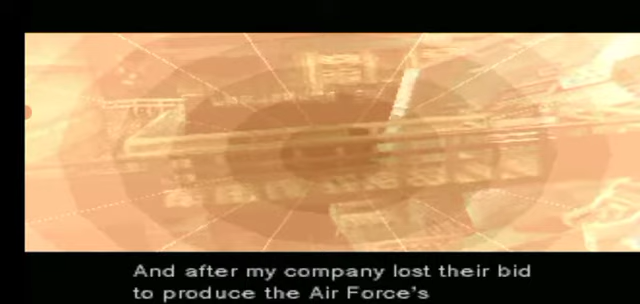 And after my company lost their bid
to produce the Air Force's